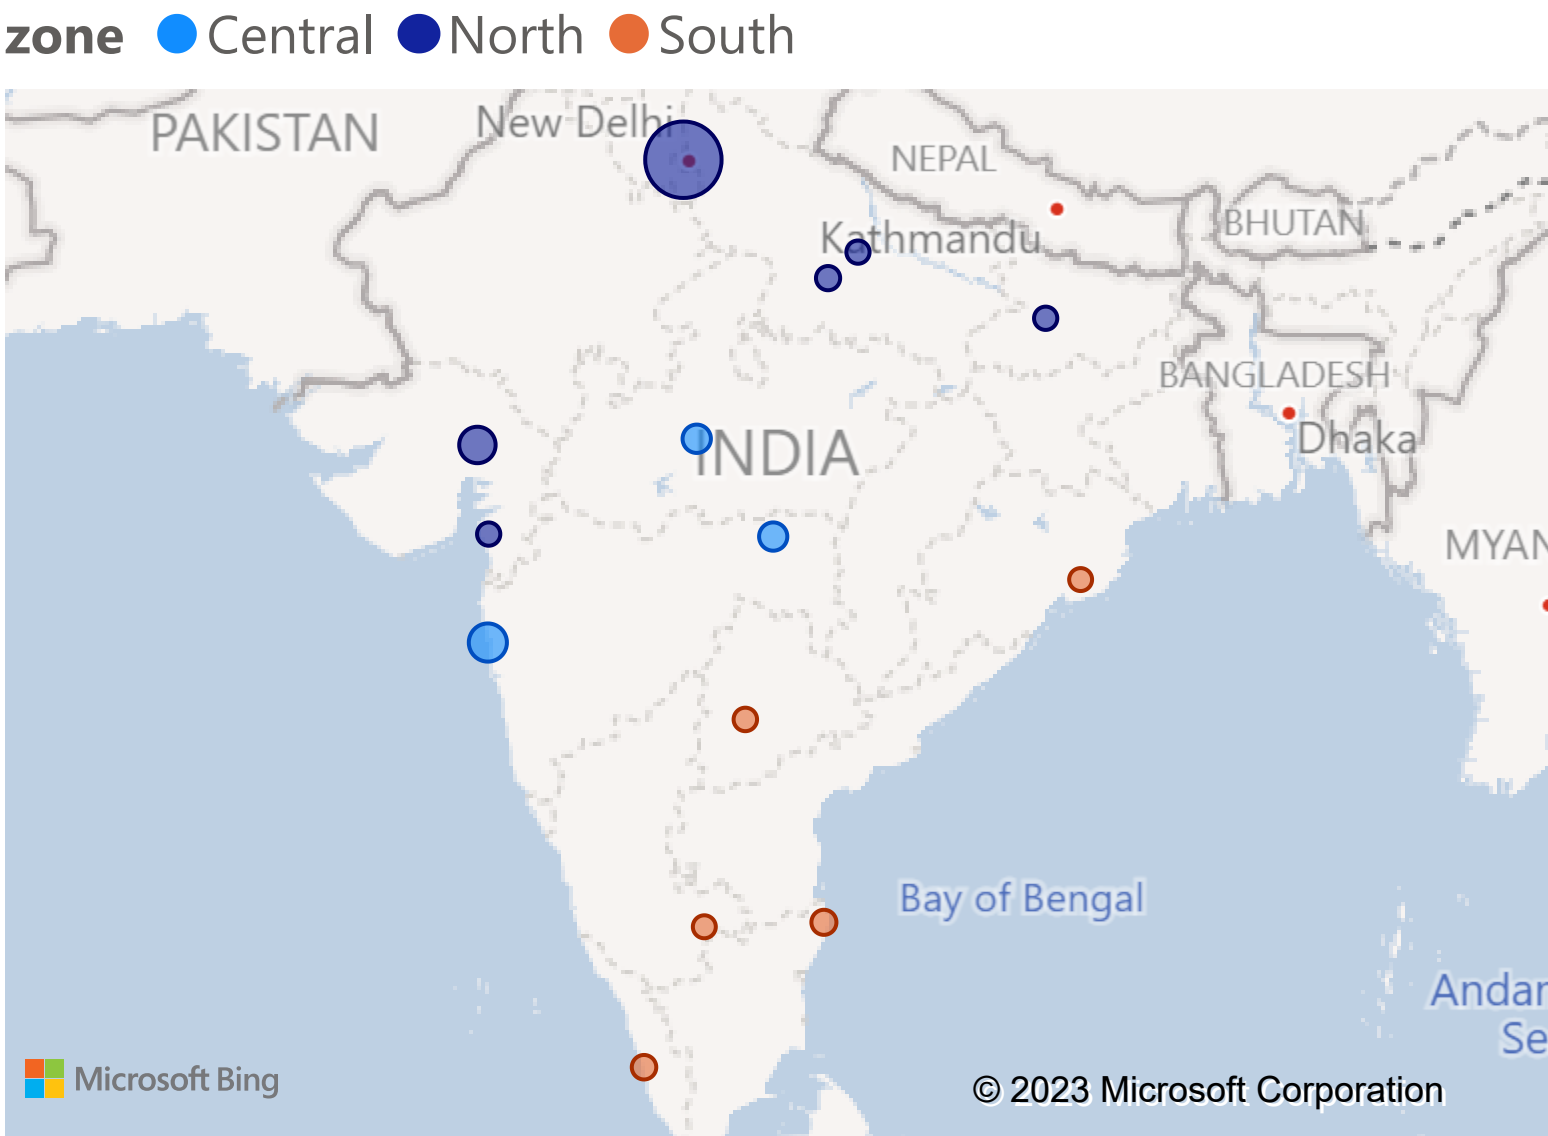 zone Central North South
PAKISTAN
New Delhi
NEPAL
BHUTAN
Kathmandu
BANGLADESH
INDIA
Dhaka
MYAN
Bay of Bengal
Andar
Se
Microsoft Bing
© 2023 Microsoft Corporation